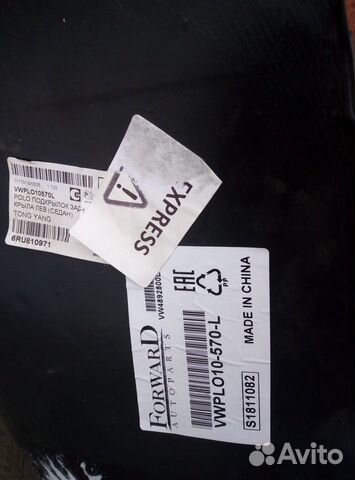 VWPLO10570L
POLO ПОДКРЫЛОК ЗАД
КРЫЛА ЛЕВ (СЕДАН)
TONG YANG
6RU810971
i
EXPRESS
FORWARD
AUTOPARTS
EAC
PP
VWPLO10-570-L
MADE IN CHINA
S1811082
Avito